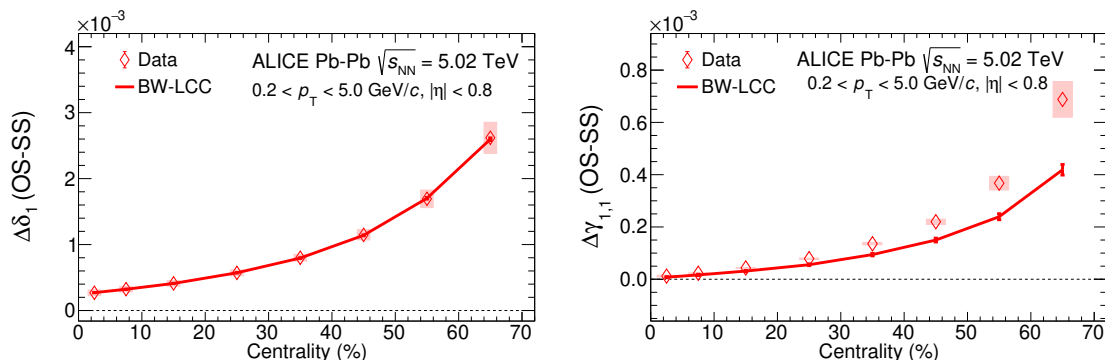 ×10⁻³
Δδ₁ (OS-SS)
4
3
2
1
0
Data
BW-LCC
ALICE Pb-Pb √sNN = 5.02 TeV
0.2 < pT < 5.0 GeV/c, |η| < 0.8
0 10 20 30 40 50 60 70
Centrality (%)
×10⁻³
Δγ₁,₁ (OS-SS)
0.8
0.6
0.4
0.2
0.0
Data
BW-LCC
ALICE Pb-Pb √sNN = 5.02 TeV
0.2 < pT < 5.0 GeV/c, |η| < 0.8
0 10 20 30 40 50 60 70
Centrality (%)